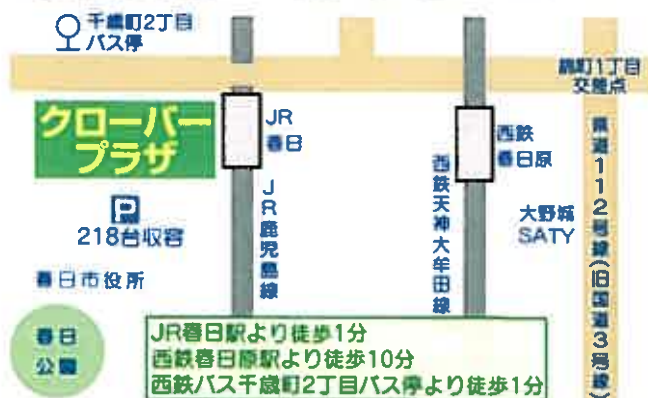 千歳町2丁目
バス停
錦町1丁目
交差点
クローバー
プラザ
JR
春日
西鉄
春日原
218台収容
JR鹿児島線
西鉄天神大牟田線
大野城
SATY
県道112号線(旧国道3号線)
春日市役所
春日
公園
JR春日駅より徒歩1分
西鉄春日原駅より徒歩10分
西鉄バス千歳町2丁目バス停より徒歩1分